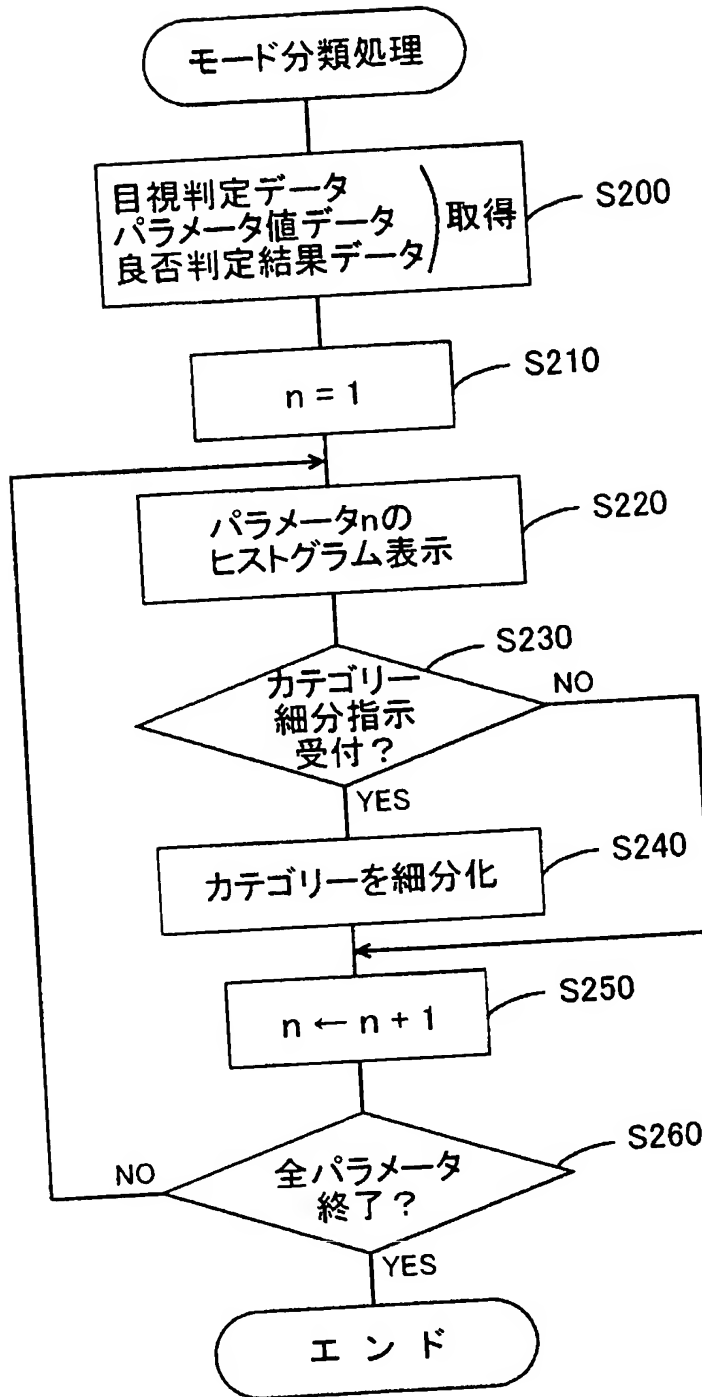 モード分類処理
目視判定データ
パラメータ値データ
良否判定結果データ
取得
S200
S210
n = 1
S220
パラメータnの
ヒストグラム表示
S230
カテゴリー
細分指示
受付？
NO
YES
S240
カテゴリーを細分化
S250
n ← n + 1
S260
全パラメータ
終了？
NO
YES
エンド